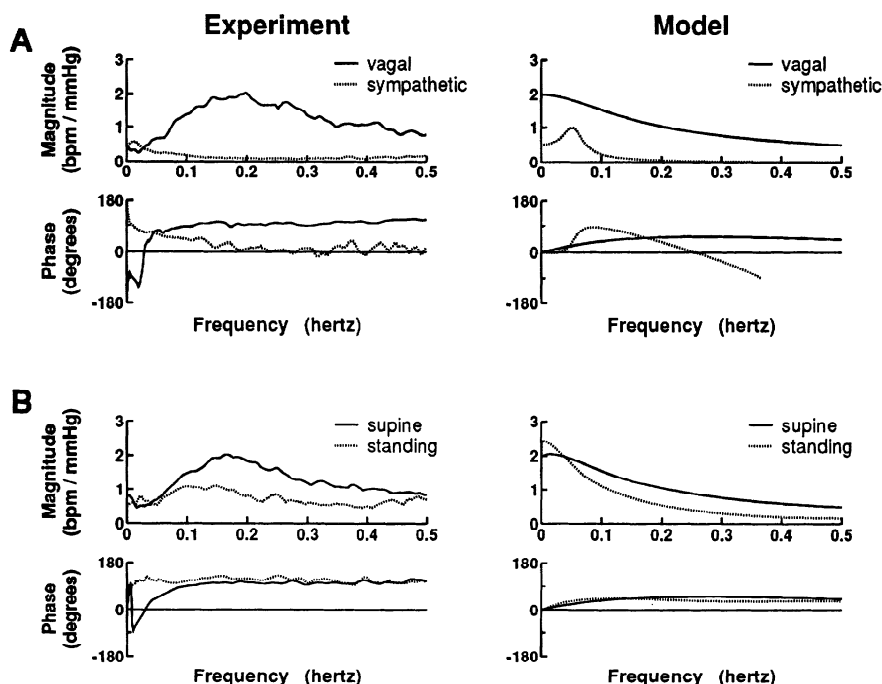 Experiment
Model
A
Magnitude
(bpm / mmHg)
3
2
1
0
vagal
sympathetic
0
0.1
0.2
0.3
0.4
0.5
3
2
1
0
vagal
sympathetic
0
0.1
0.2
0.3
0.4
0.5
Phase
(degrees)
180
0
-180
Frequency (hertz)
180
0
-180
Frequency (hertz)
B
Magnitude
(bpm / mmHg)
3
2
1
0
supine
standing
0
0.1
0.2
0.3
0.4
0.5
3
2
1
0
supine
standing
0
0.1
0.2
0.3
0.4
0.5
Phase
(degrees)
180
0
-180
Frequency (hertz)
180
0
-180
Frequency (hertz)